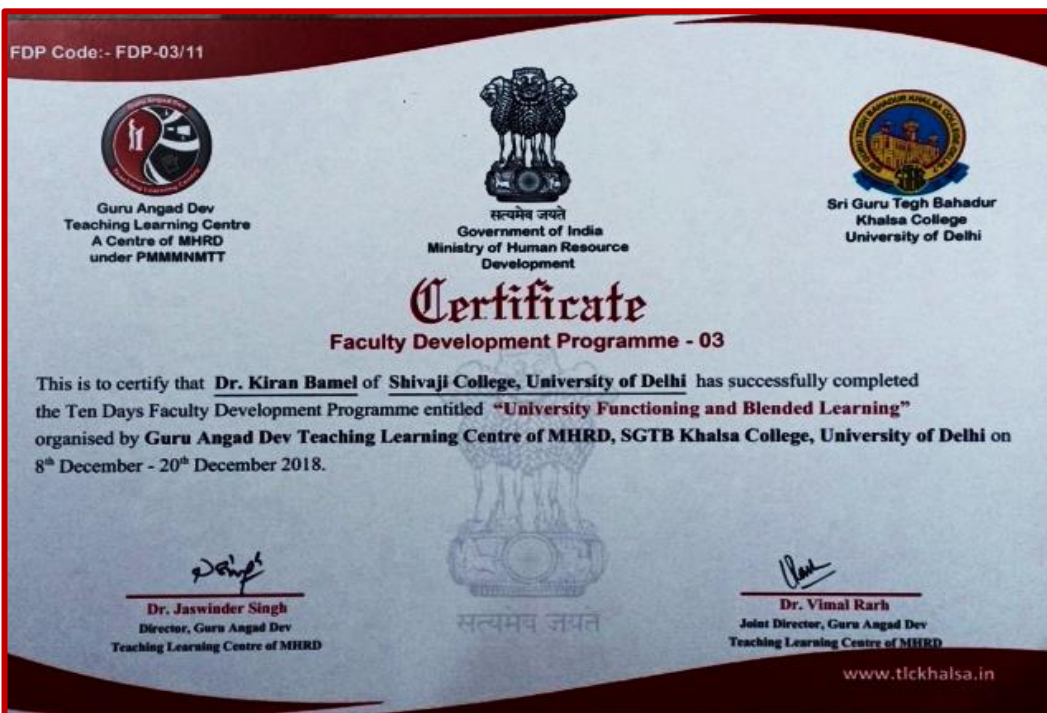 FDP Code:- FDP-03/11
Guru Angad Dev
Teaching Learning Centre
A Centre of MHRD
under PMMMNMTT
सत्यमेव जयते
Government of India
Ministry of Human Resource
Development
Sri Guru Tegh Bahadur
Khalsa College
University of Delhi
Certificate
Faculty Development Programme - 03
This is to certify that Dr. Kiran Bamel of Shivaji College, University of Delhi has successfully completed
the Ten Days Faculty Development Programme entitled “University Functioning and Blended Learning”
organised by Guru Angad Dev Teaching Learning Centre of MHRD, SGTB Khalsa College, University of Delhi on
8th December - 20th December 2018.
सत्यमेव जयते
Dr. Jaswinder Singh
Director, Guru Angad Dev
Teaching Learning Centre of MHRD
Dr. Vimal Rarh
Joint Director, Guru Angad Dev
Teaching Learning Centre of MHRD
www.tlckhalsa.in